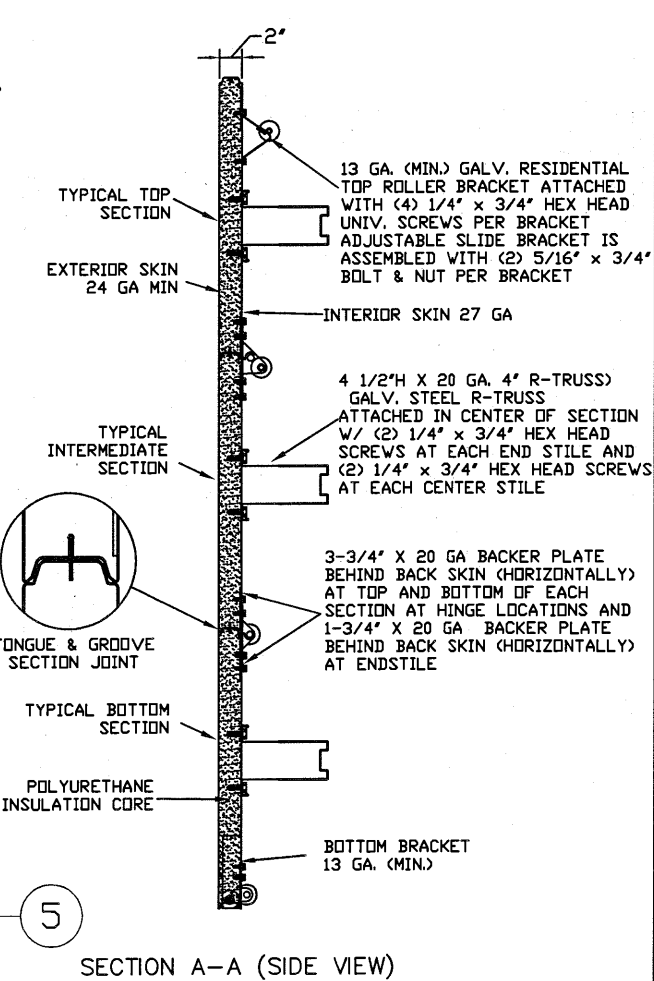 2"
13 GA. (MIN.) GALV. RESIDENTIAL
TOP ROLLER BRACKET ATTACHED
WITH (4) 1/4" x 3/4" HEX HEAD
UNIV. SCREWS PER BRACKET
ADJUSTABLE SLIDE BRACKET IS
ASSEMBLED WITH (2) 5/16" x 3/4"
BOLT & NUT PER BRACKET
TYPICAL TOP
SECTION
EXTERIOR SKIN
24 GA MIN
INTERIOR SKIN 27 GA
4 1/2"H X 20 GA. 4" R-TRUSS)
GALV. STEEL R-TRUSS
ATTACHED IN CENTER OF SECTION
W/ (2) 1/4" x 3/4" HEX HEAD
SCREWS AT EACH END STILE AND
(2) 1/4" x 3/4" HEX HEAD SCREWS
AT EACH CENTER STILE
TYPICAL
INTERMEDIATE
SECTION
3-3/4" X 20 GA BACKER PLATE
BEHIND BACK SKIN (HORIZONTALLY)
AT TOP AND BOTTOM OF EACH
SECTION AT HINGE LOCATIONS AND
1-3/4" X 20 GA BACKER PLATE
BEHIND BACK SKIN (HORIZONTALLY)
AT ENDSTILE
TONGUE & GROOVE
SECTION JOINT
TYPICAL BOTTOM
SECTION
POLYURETHANE
INSULATION CORE
BOTTOM BRACKET
13 GA. (MIN.)
5
SECTION A-A (SIDE VIEW)